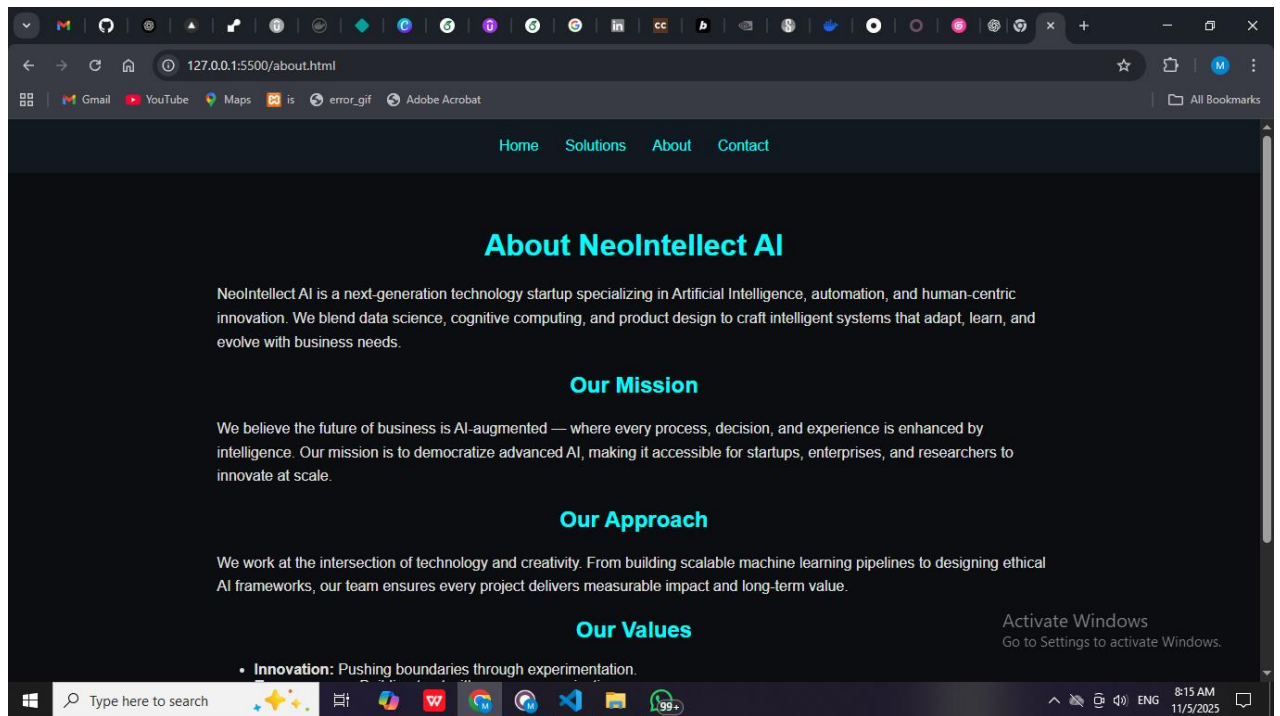 127.0.0.1:5500/about.html
M
Gmail YouTube Maps is error_gif Adobe Acrobat All Bookmarks
Home Solutions About Contact
About NeoIntellect AI
NeoIntellect AI is a next-generation technology startup specializing in Artificial Intelligence, automation, and human-centric
innovation. We blend data science, cognitive computing, and product design to craft intelligent systems that adapt, learn, and
evolve with business needs.
Our Mission
We believe the future of business is AI-augmented — where every process, decision, and experience is enhanced by
intelligence. Our mission is to democratize advanced AI, making it accessible for startups, enterprises, and researchers to
innovate at scale.
Our Approach
We work at the intersection of technology and creativity. From building scalable machine learning pipelines to designing ethical
AI frameworks, our team ensures every project delivers measurable impact and long-term value.
Our Values
• Innovation: Pushing boundaries through experimentation.
Activate Windows
Go to Settings to activate Windows.
Type here to search
99+
ENG
8:15 AM
11/5/2025